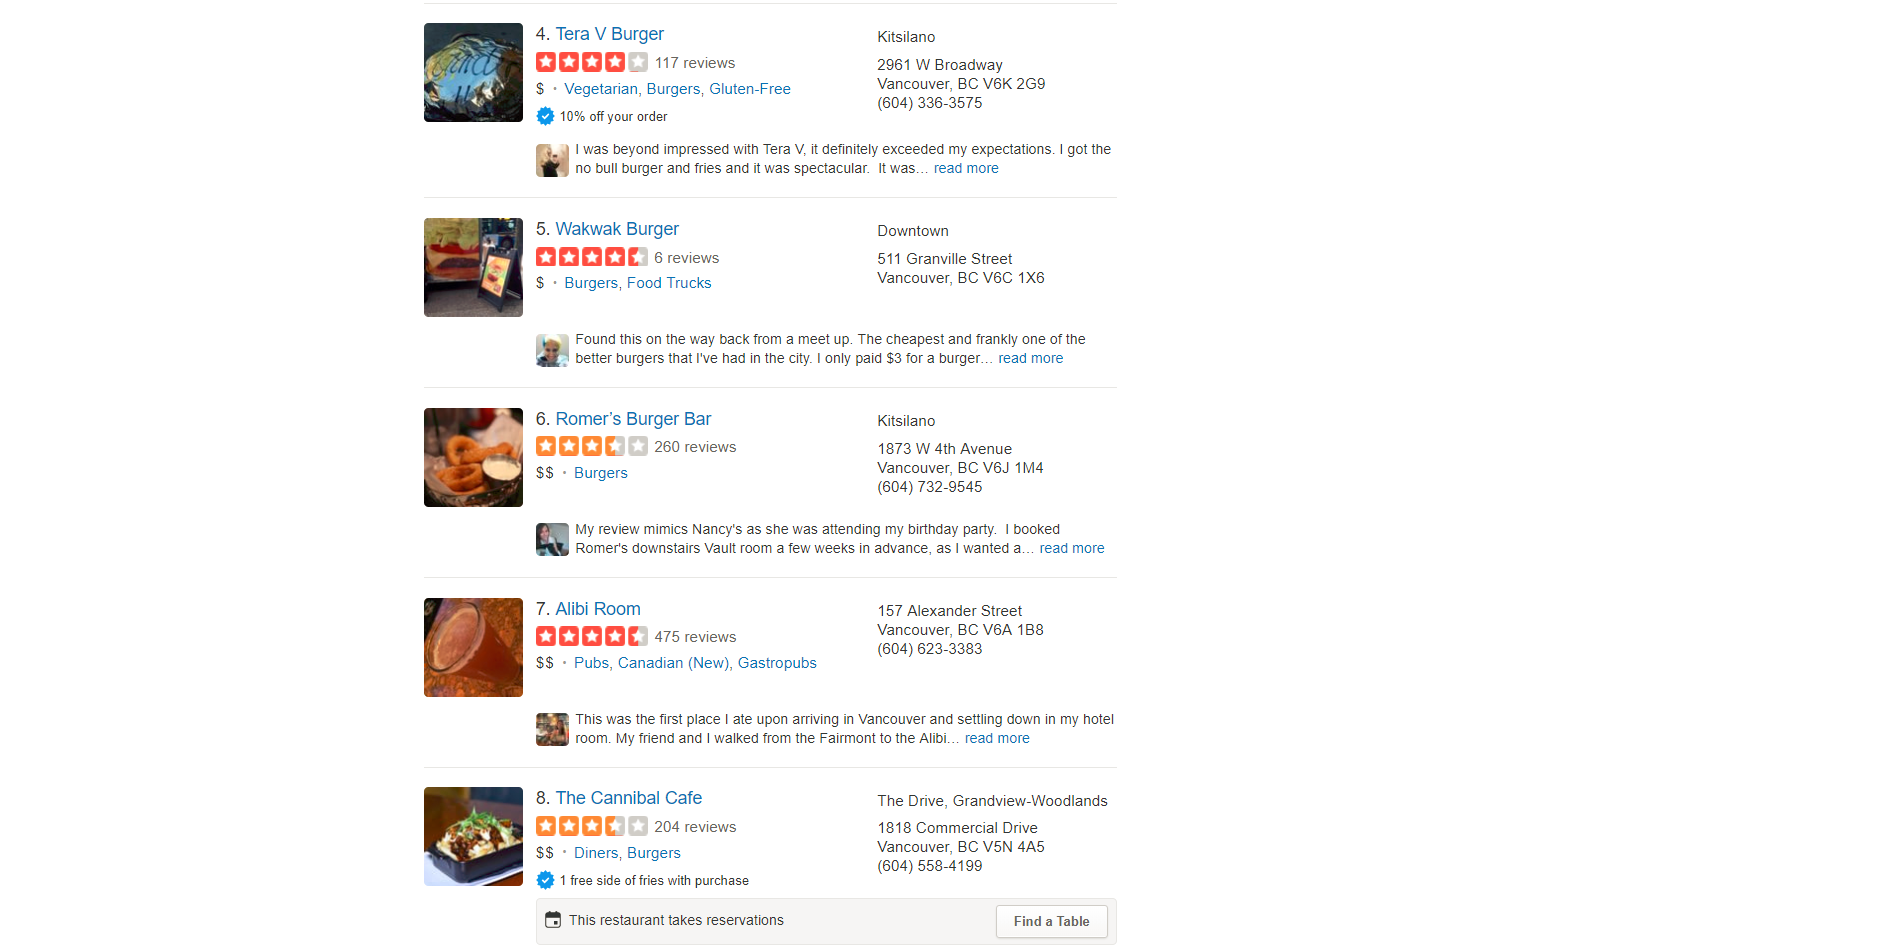 4. Tera V Burger
117 reviews
$ · Vegetarian, Burgers, Gluten-Free
10% off your order
Kitsilano
2961 W Broadway
Vancouver, BC V6K 2G9
(604) 336-3575
I was beyond impressed with Tera V, it definitely exceeded my expectations. I got the
no bull burger and fries and it was spectacular.  It was… read more
5. Wakwak Burger
6 reviews
$ · Burgers, Food Trucks
Downtown
511 Granville Street
Vancouver, BC V6C 1X6
Found this on the way back from a meet up. The cheapest and frankly one of the
better burgers that I've had in the city. I only paid $3 for a burger… read more
6. Romer’s Burger Bar
260 reviews
$$ · Burgers
Kitsilano
1873 W 4th Avenue
Vancouver, BC V6J 1M4
(604) 732-9545
My review mimics Nancy's as she was attending my birthday party.  I booked
Romer's downstairs Vault room a few weeks in advance, as I wanted a… read more
7. Alibi Room
475 reviews
$$ · Pubs, Canadian (New), Gastropubs
157 Alexander Street
Vancouver, BC V6A 1B8
(604) 623-3383
This was the first place I ate upon arriving in Vancouver and settling down in my hotel
room. My friend and I walked from the Fairmont to the Alibi… read more
8. The Cannibal Cafe
204 reviews
$$ · Diners, Burgers
1 free side of fries with purchase
The Drive, Grandview-Woodlands
1818 Commercial Drive
Vancouver, BC V5N 4A5
(604) 558-4199
This restaurant takes reservations
Find a Table